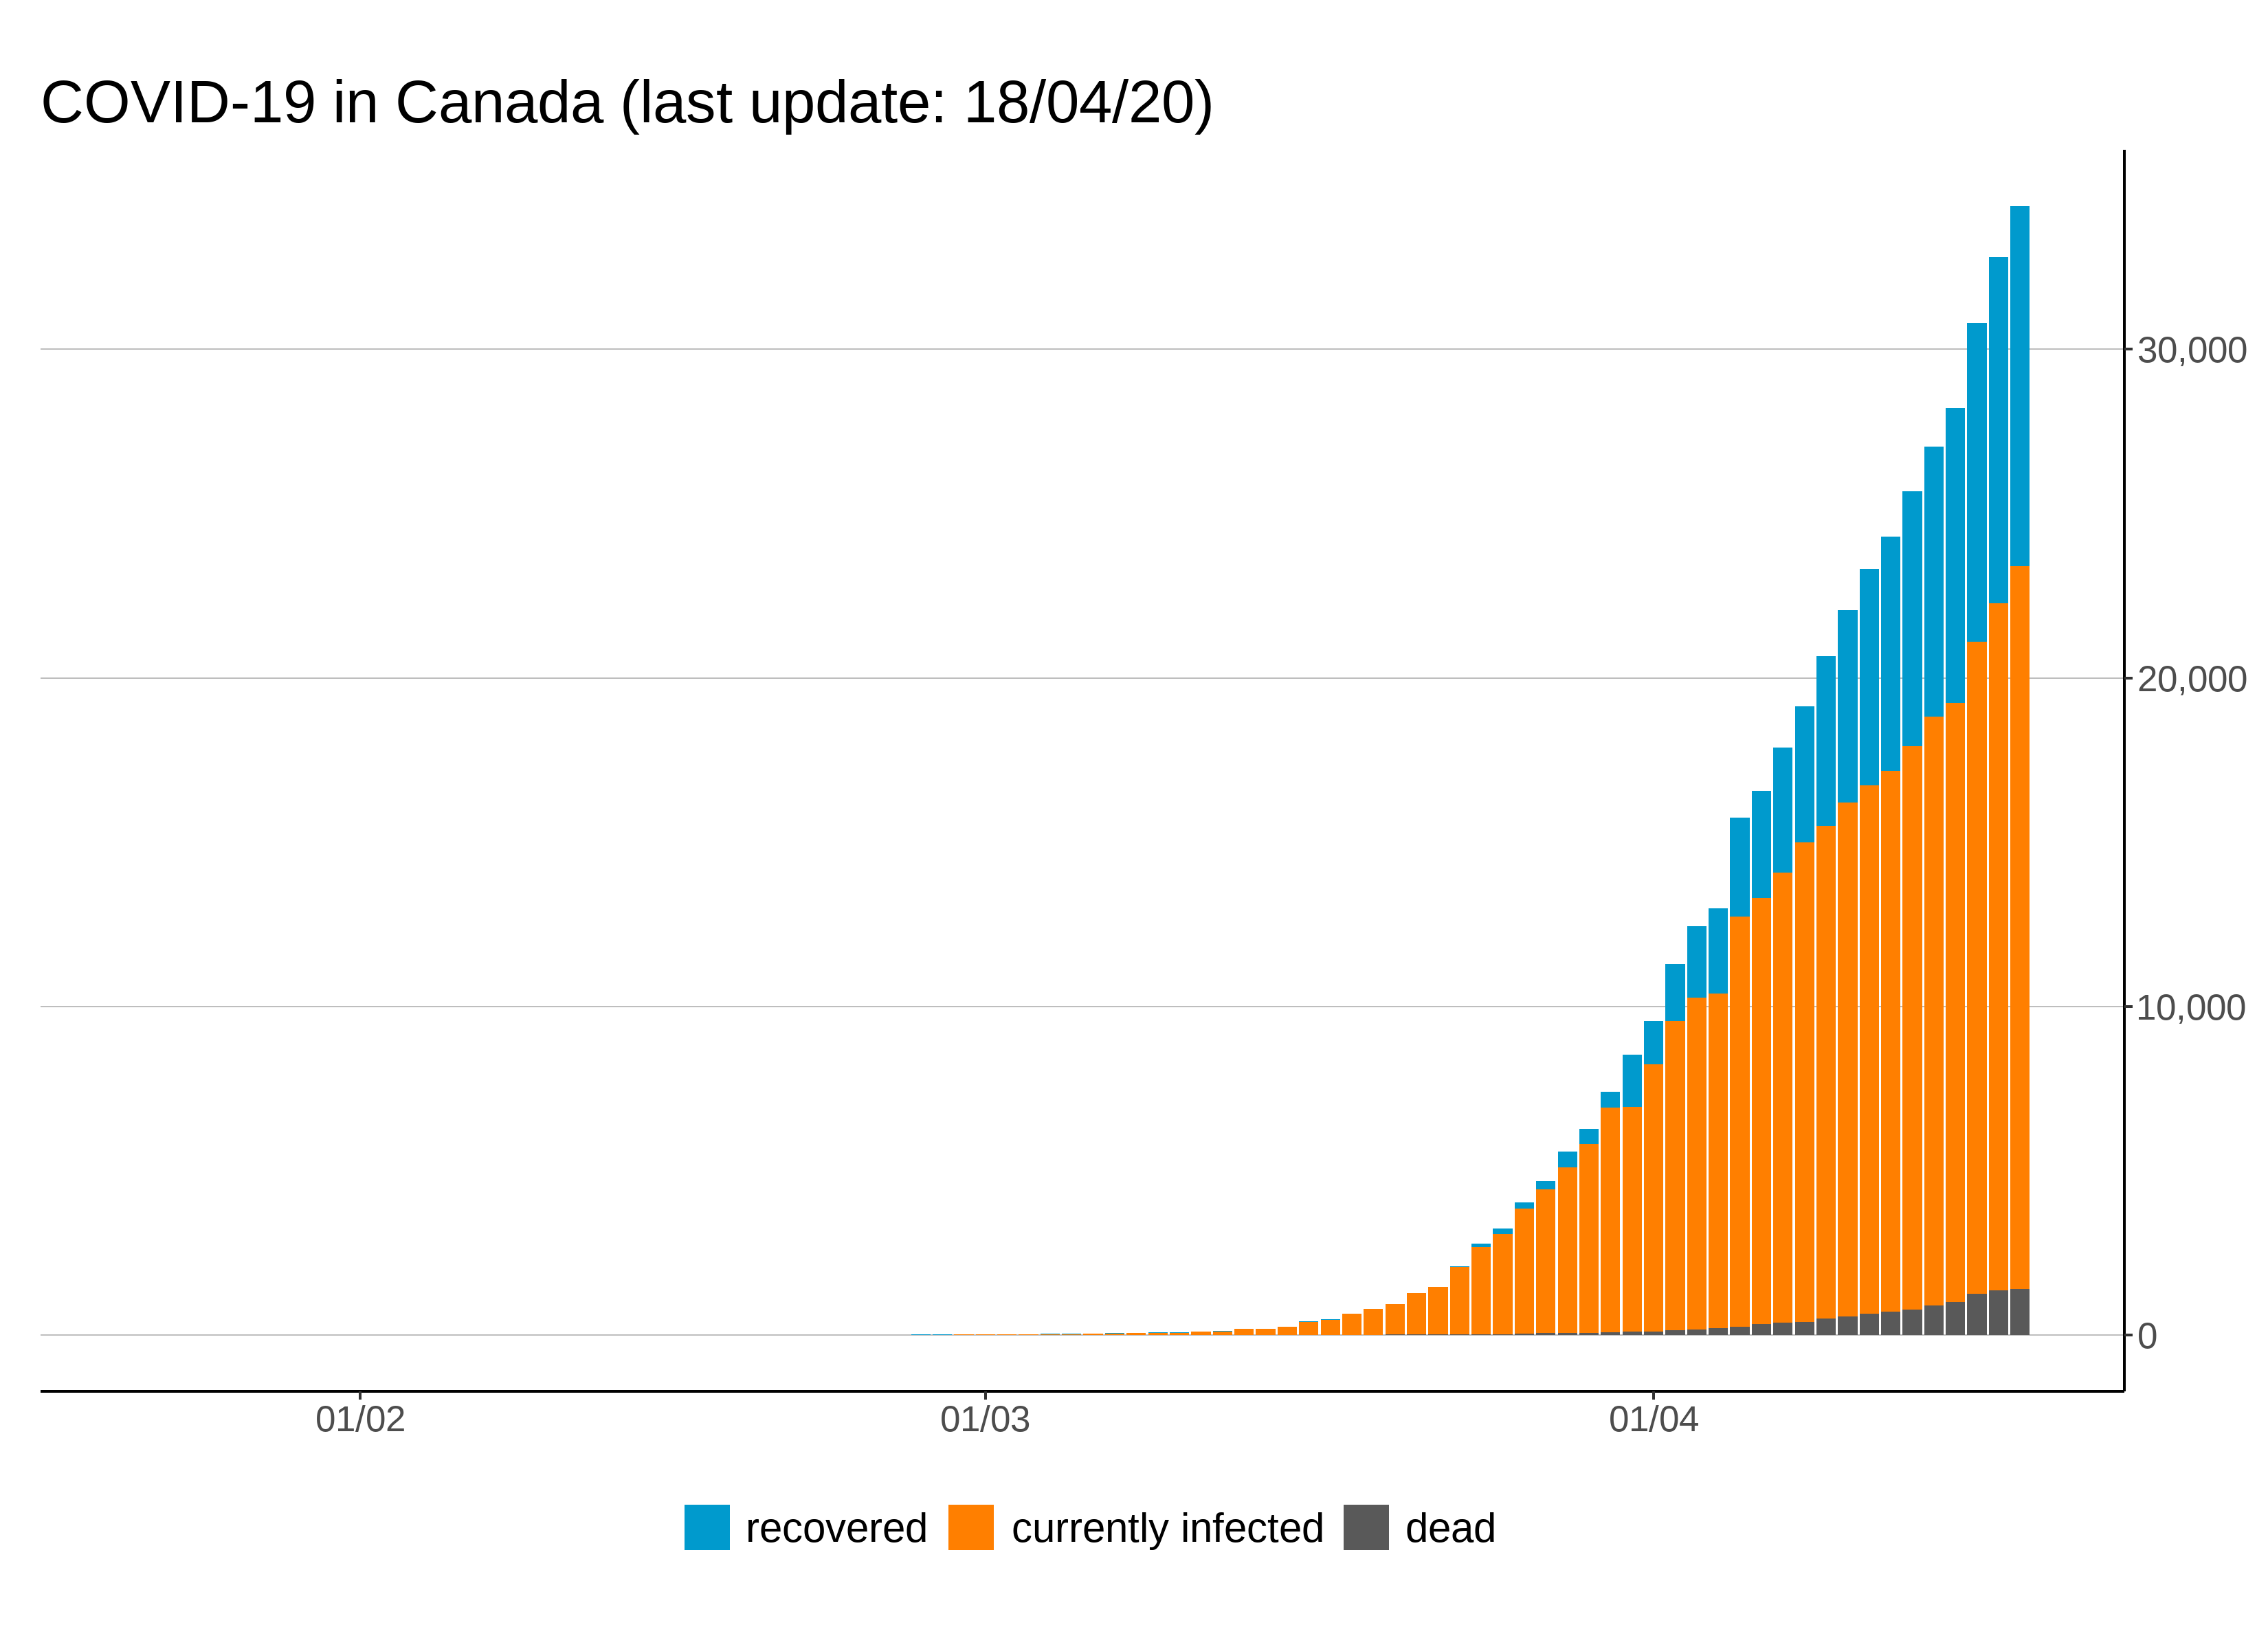 COVID-19 in Canada (last update: 18/04/20)
30,000
20,000
10,000
0
01/02 01/03 01/04
recovered currently infected dead